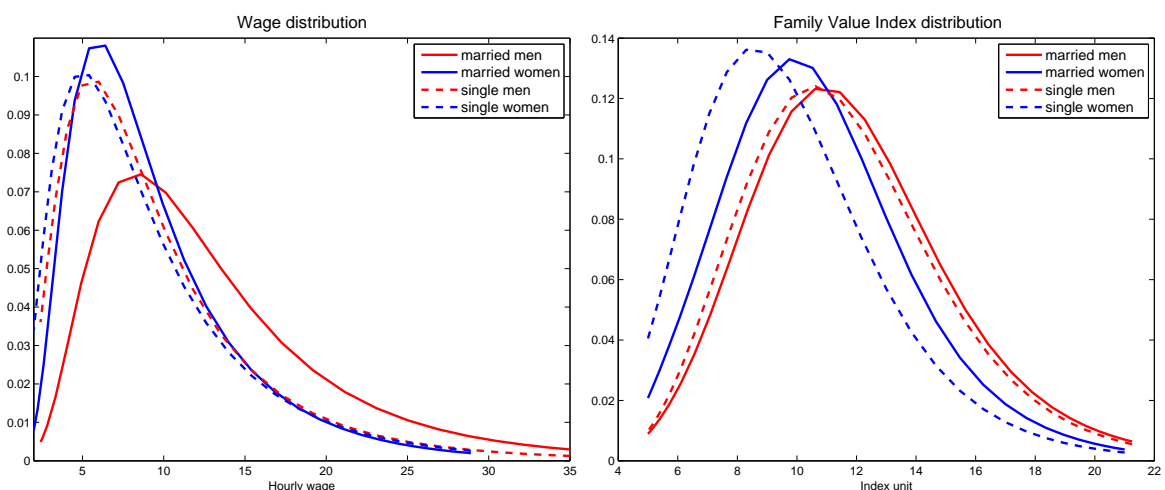 Wage distribution
married men
married women
single men
single women
0.1
0.09
0.08
0.07
0.06
0.05
0.04
0.03
0.02
0.01
0
5 10 15 20 25 30 35
Hourly wage
Family Value Index distribution
married men
married women
single men
single women
0.14
0.12
0.1
0.08
0.06
0.04
0.02
0
4 6 8 10 12 14 16 18 20 22
Index unit